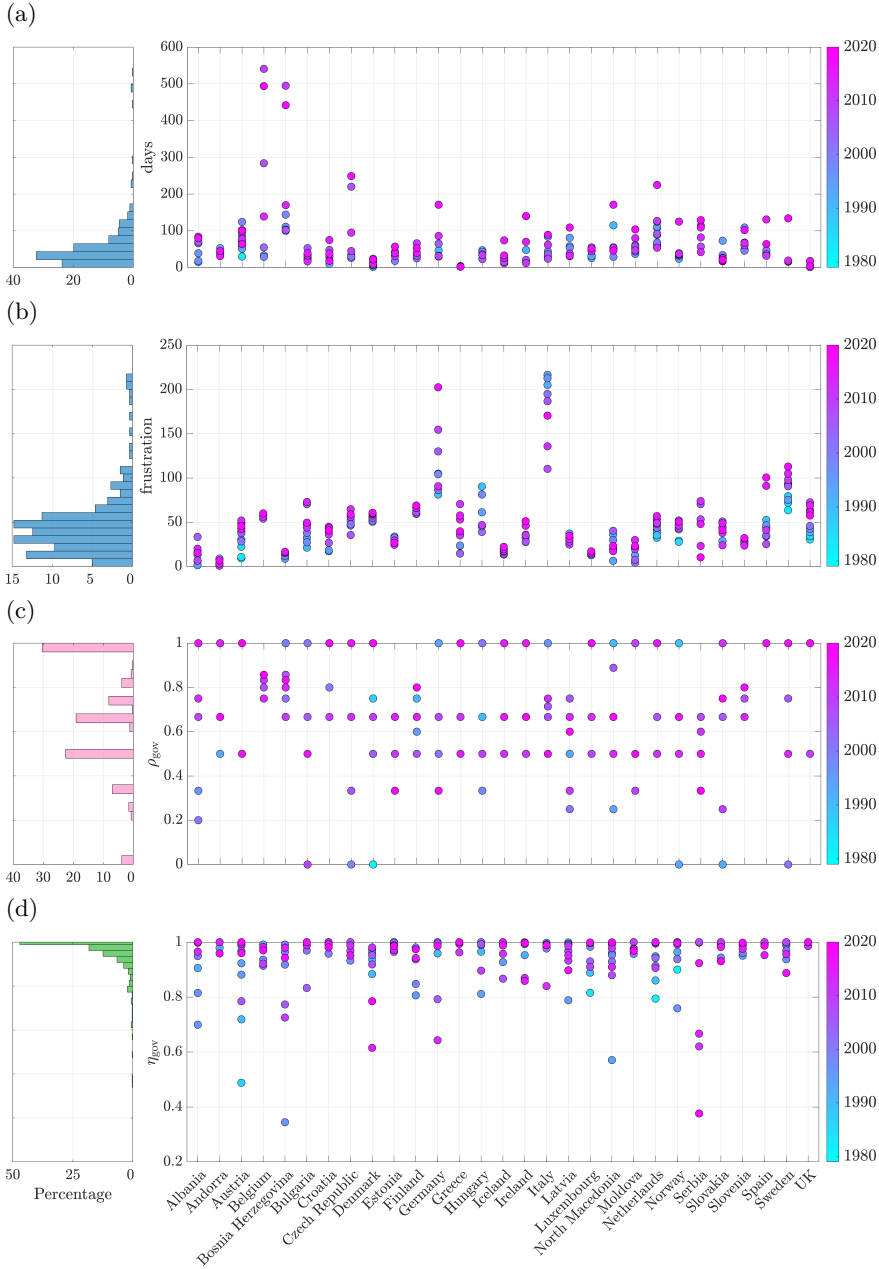 (a)
600
500
400
300
200
100
0
days
40
20
0
2020
2010
2000
1990
1980
(b)
250
200
150
100
50
0
frustration
15
10
5
0
2020
2010
2000
1990
1980
(c)
1
0.8
0.6
0.4
0.2
0
ρgov
40
30
20
10
0
2020
2010
2000
1990
1980
(d)
1
0.8
0.6
0.4
0.2
ηgov
50
25
0
Percentage
2020
2010
2000
1990
1980
Albania
Andorra
Austria
Belgium
Bosnia Herzegovina
Bulgaria
Croatia
Czech Republic
Denmark
Estonia
Finland
Germany
Greece
Hungary
Iceland
Ireland
Italy
Latvia
Luxembourg
North Macedonia
Moldova
Netherlands
Norway
Serbia
Slovakia
Slovenia
Spain
Sweden
UK